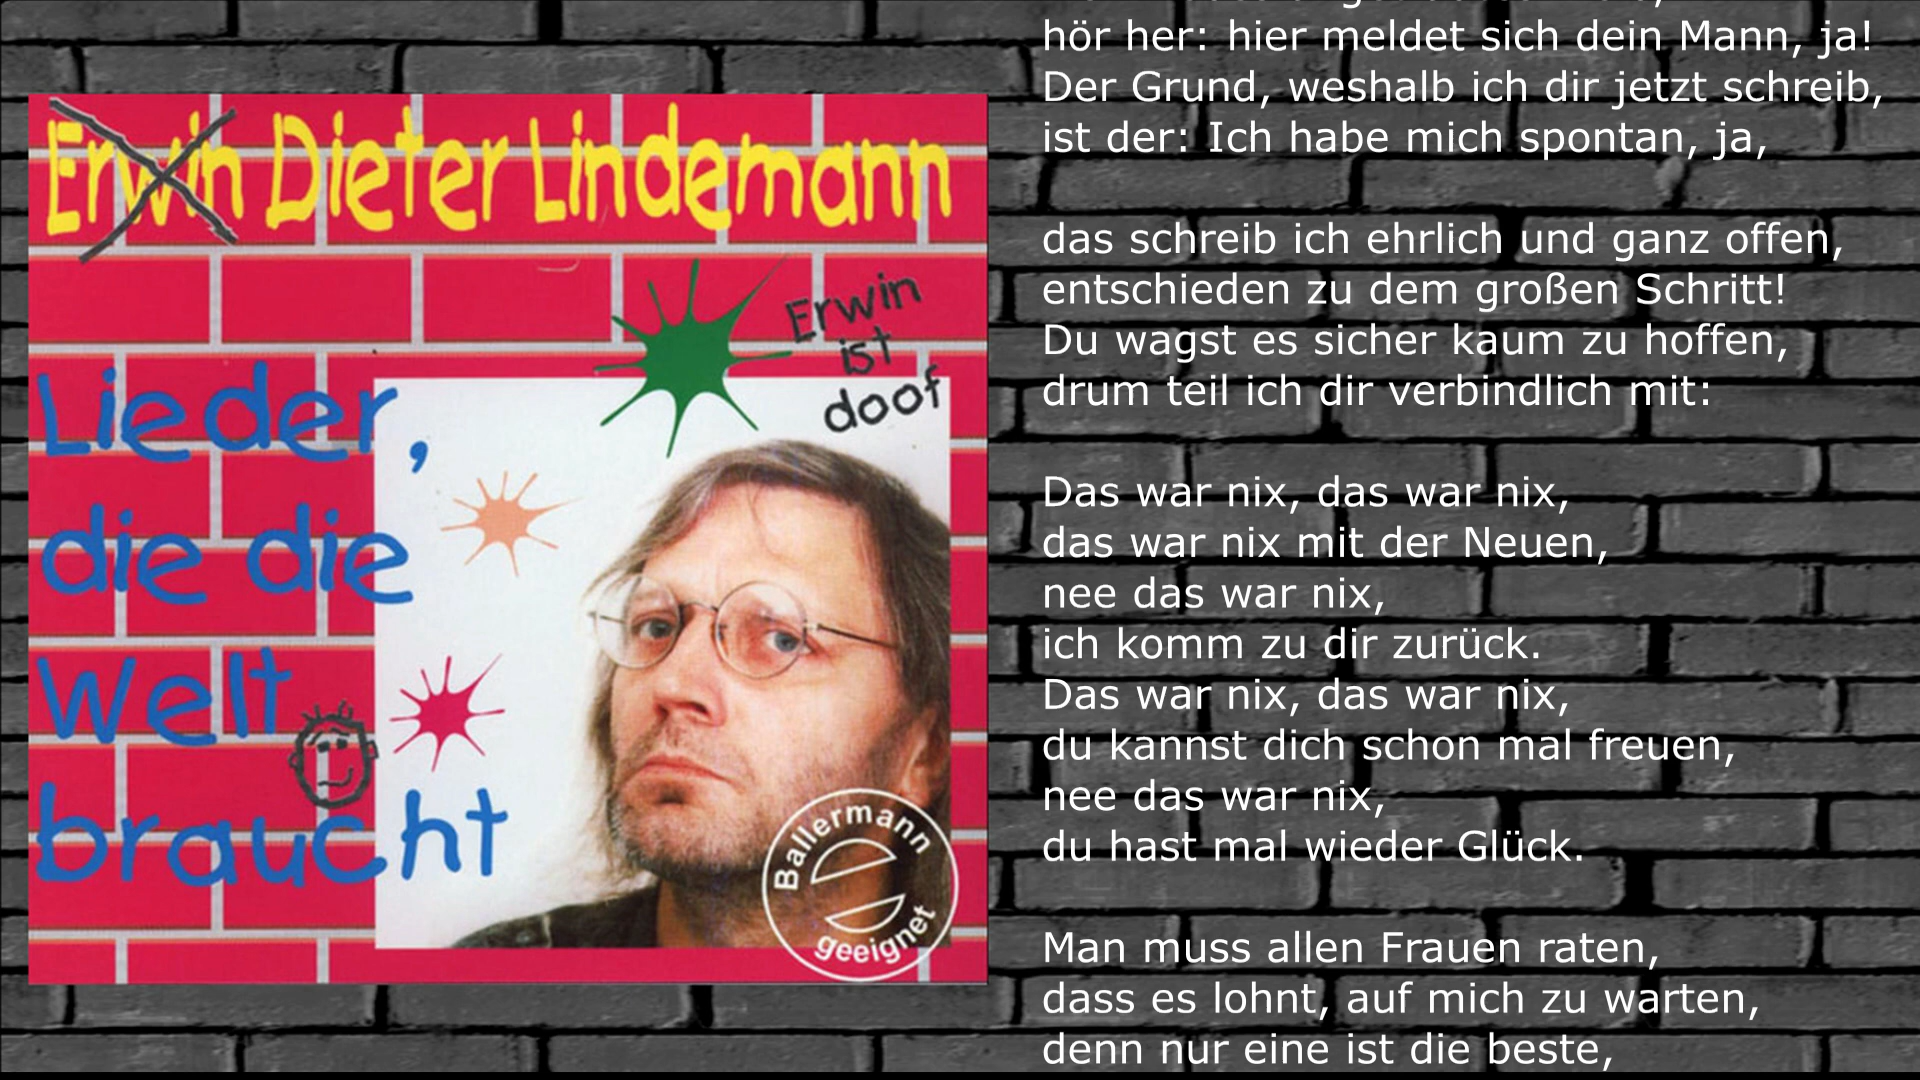 Erwin Dieter Lindemann
Erwin
ist
doof
Lieder,
die die
Welt
braucht
Ballermann
geeignet
hör her: hier meldet sich dein Mann, ja!
Der Grund, weshalb ich dir jetzt schreib,
ist der: Ich habe mich spontan, ja,
das schreib ich ehrlich und ganz offen,
entschieden zu dem großen Schritt!
Du wagst es sicher kaum zu hoffen,
drum teil ich dir verbindlich mit:
Das war nix, das war nix,
das war nix mit der Neuen,
nee das war nix,
ich komm zu dir zurück.
Das war nix, das war nix,
du kannst dich schon mal freuen,
nee das war nix,
du hast mal wieder Glück.
Man muss allen Frauen raten,
dass es lohnt, auf mich zu warten,
denn nur eine ist die beste,